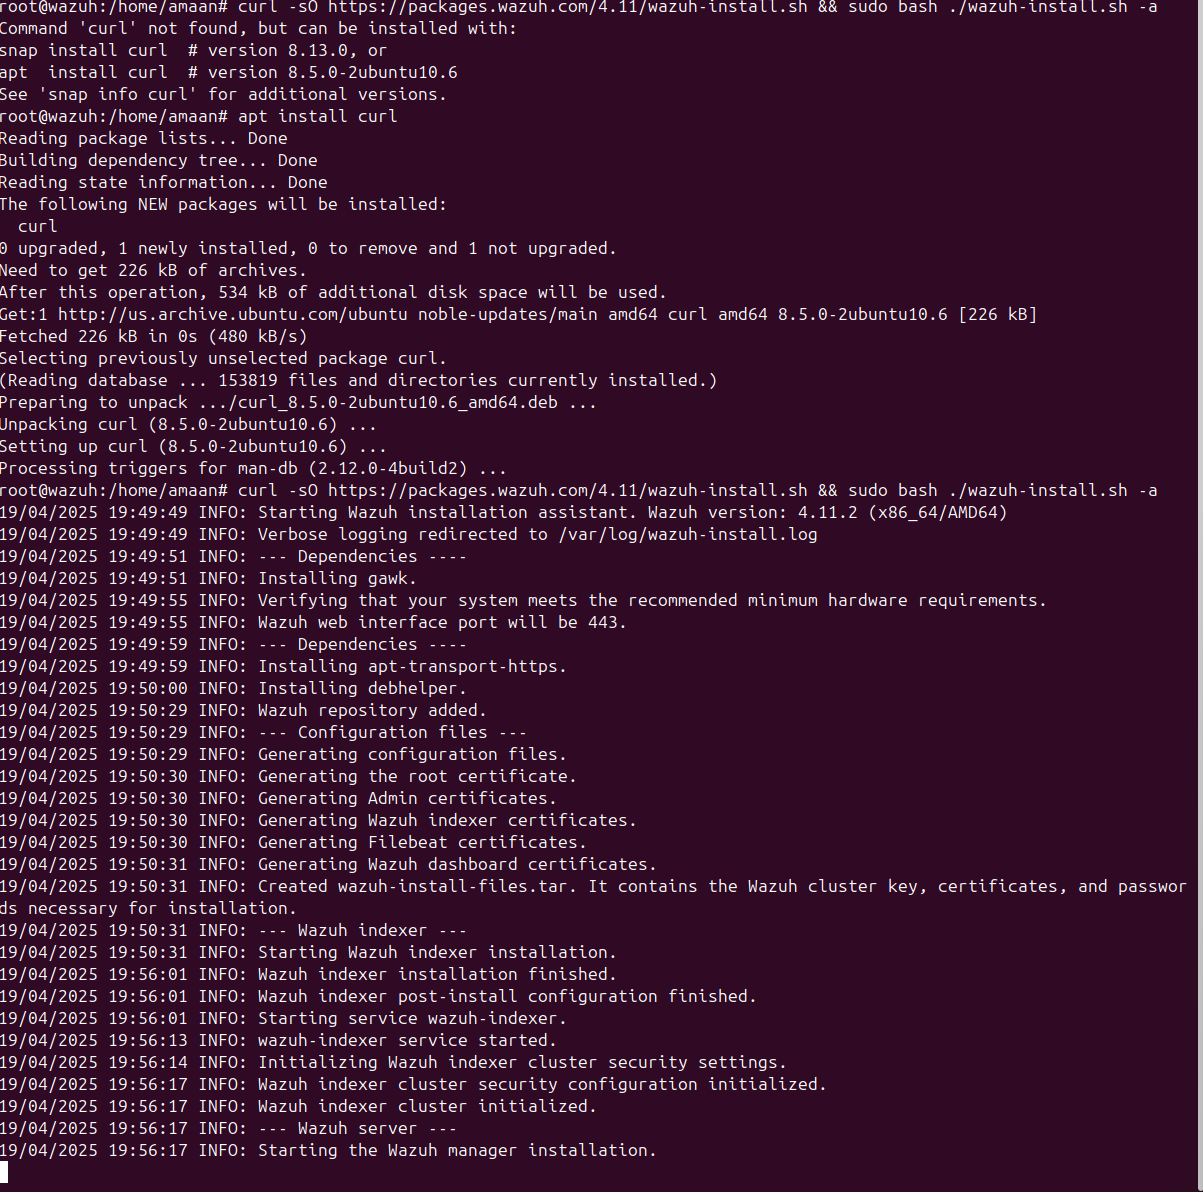 root@wazuh:/home/amaan# curl -sO https://packages.wazuh.com/4.11/wazuh-install.sh && sudo bash ./wazuh-install.sh -a
Command 'curl' not found, but can be installed with:
snap install curl  # version 8.13.0, or
apt  install curl  # version 8.5.0-2ubuntu10.6
See 'snap info curl' for additional versions.
root@wazuh:/home/amaan# apt install curl
Reading package lists... Done
Building dependency tree... Done
Reading state information... Done
The following NEW packages will be installed:
  curl
0 upgraded, 1 newly installed, 0 to remove and 1 not upgraded.
Need to get 226 kB of archives.
After this operation, 534 kB of additional disk space will be used.
Get:1 http://us.archive.ubuntu.com/ubuntu noble-updates/main amd64 curl amd64 8.5.0-2ubuntu10.6 [226 kB]
Fetched 226 kB in 0s (480 kB/s)
Selecting previously unselected package curl.
(Reading database ... 153819 files and directories currently installed.)
Preparing to unpack .../curl_8.5.0-2ubuntu10.6_amd64.deb ...
Unpacking curl (8.5.0-2ubuntu10.6) ...
Setting up curl (8.5.0-2ubuntu10.6) ...
Processing triggers for man-db (2.12.0-4build2) ...
root@wazuh:/home/amaan# curl -sO https://packages.wazuh.com/4.11/wazuh-install.sh && sudo bash ./wazuh-install.sh -a
19/04/2025 19:49:49 INFO: Starting Wazuh installation assistant. Wazuh version: 4.11.2 (x86_64/AMD64)
19/04/2025 19:49:49 INFO: Verbose logging redirected to /var/log/wazuh-install.log
19/04/2025 19:49:51 INFO: --- Dependencies ----
19/04/2025 19:49:51 INFO: Installing gawk.
19/04/2025 19:49:55 INFO: Verifying that your system meets the recommended minimum hardware requirements.
19/04/2025 19:49:55 INFO: Wazuh web interface port will be 443.
19/04/2025 19:49:59 INFO: --- Dependencies ----
19/04/2025 19:49:59 INFO: Installing apt-transport-https.
19/04/2025 19:50:00 INFO: Installing debhelper.
19/04/2025 19:50:29 INFO: Wazuh repository added.
19/04/2025 19:50:29 INFO: --- Configuration files ---
19/04/2025 19:50:29 INFO: Generating configuration files.
19/04/2025 19:50:30 INFO: Generating the root certificate.
19/04/2025 19:50:30 INFO: Generating Admin certificates.
19/04/2025 19:50:30 INFO: Generating Wazuh indexer certificates.
19/04/2025 19:50:30 INFO: Generating Filebeat certificates.
19/04/2025 19:50:31 INFO: Generating Wazuh dashboard certificates.
19/04/2025 19:50:31 INFO: Created wazuh-install-files.tar. It contains the Wazuh cluster key, certificates, and passwor
ds necessary for installation.
19/04/2025 19:50:31 INFO: --- Wazuh indexer ---
19/04/2025 19:50:31 INFO: Starting Wazuh indexer installation.
19/04/2025 19:56:01 INFO: Wazuh indexer installation finished.
19/04/2025 19:56:01 INFO: Wazuh indexer post-install configuration finished.
19/04/2025 19:56:01 INFO: Starting service wazuh-indexer.
19/04/2025 19:56:13 INFO: wazuh-indexer service started.
19/04/2025 19:56:14 INFO: Initializing Wazuh indexer cluster security settings.
19/04/2025 19:56:17 INFO: Wazuh indexer cluster security configuration initialized.
19/04/2025 19:56:17 INFO: Wazuh indexer cluster initialized.
19/04/2025 19:56:17 INFO: --- Wazuh server ---
19/04/2025 19:56:17 INFO: Starting the Wazuh manager installation.